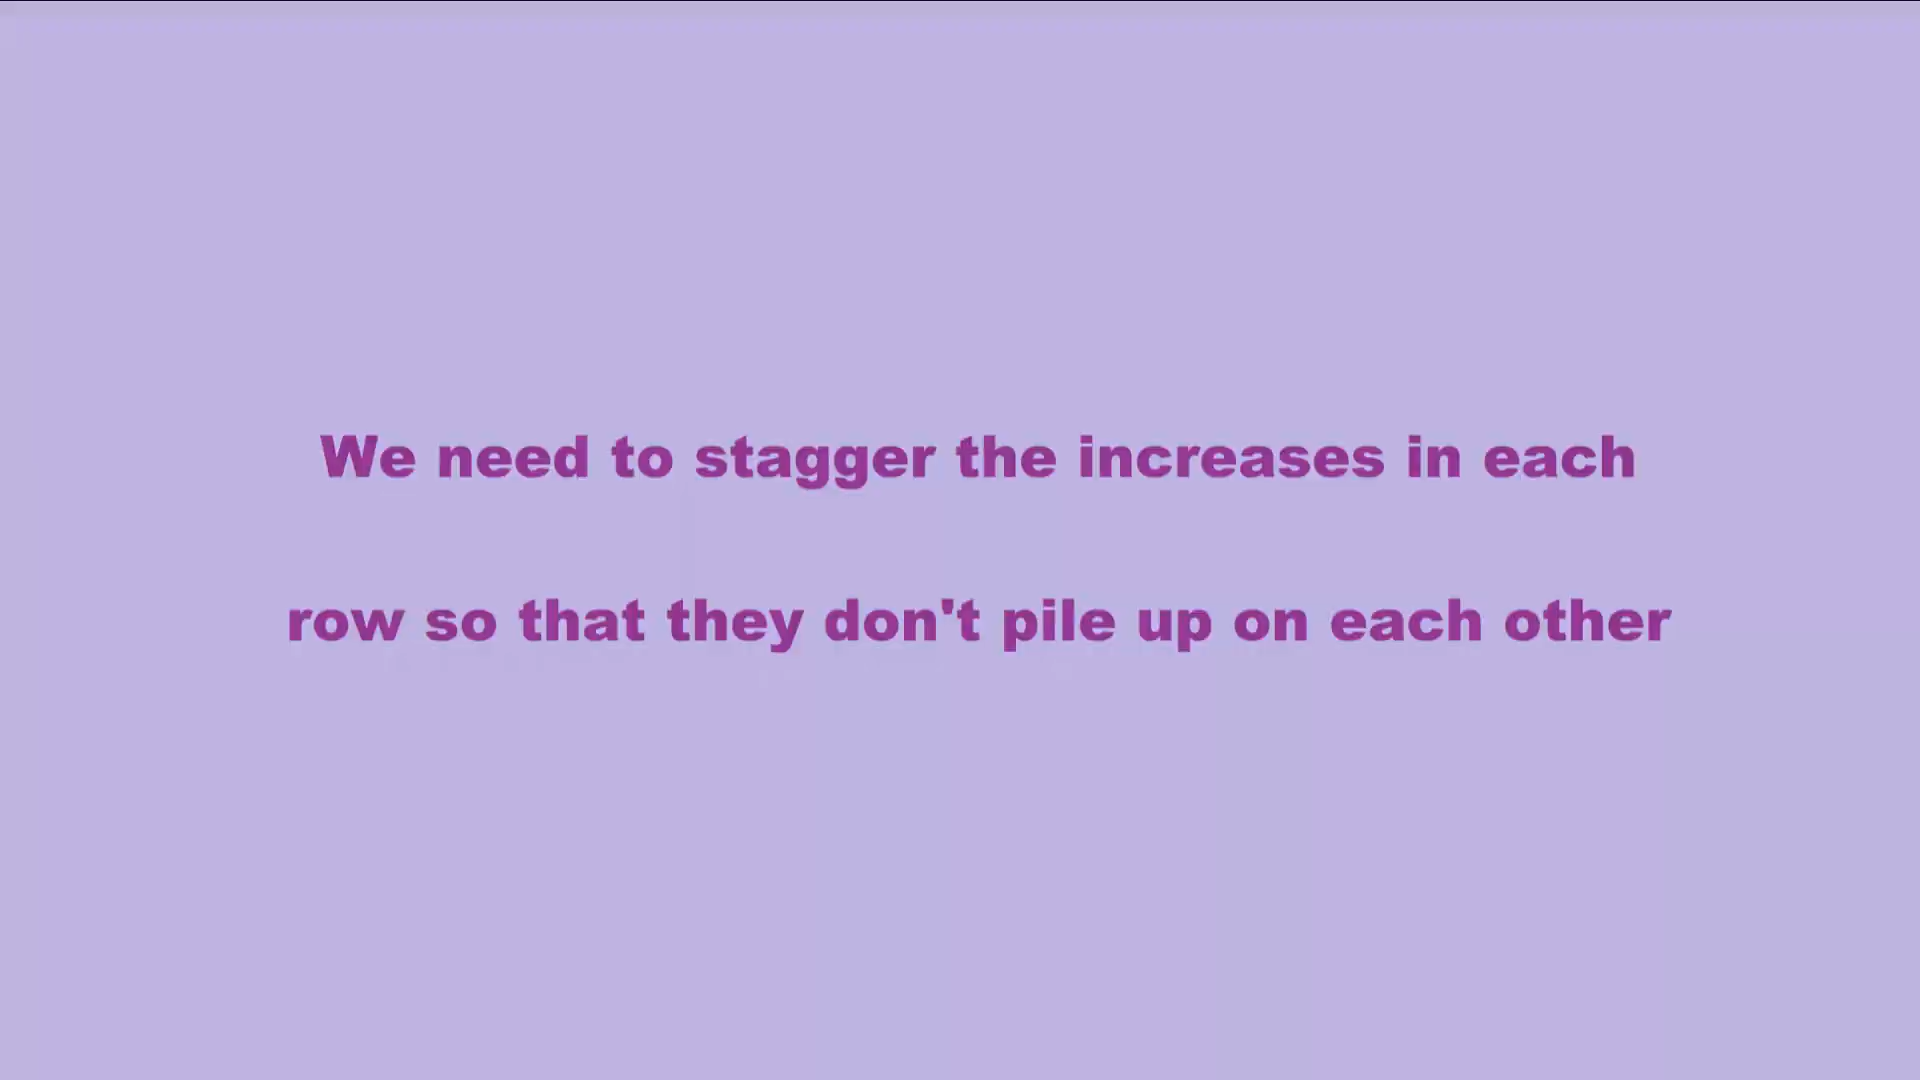 We need to stagger the increases in each
row so that they don't pile up on each other